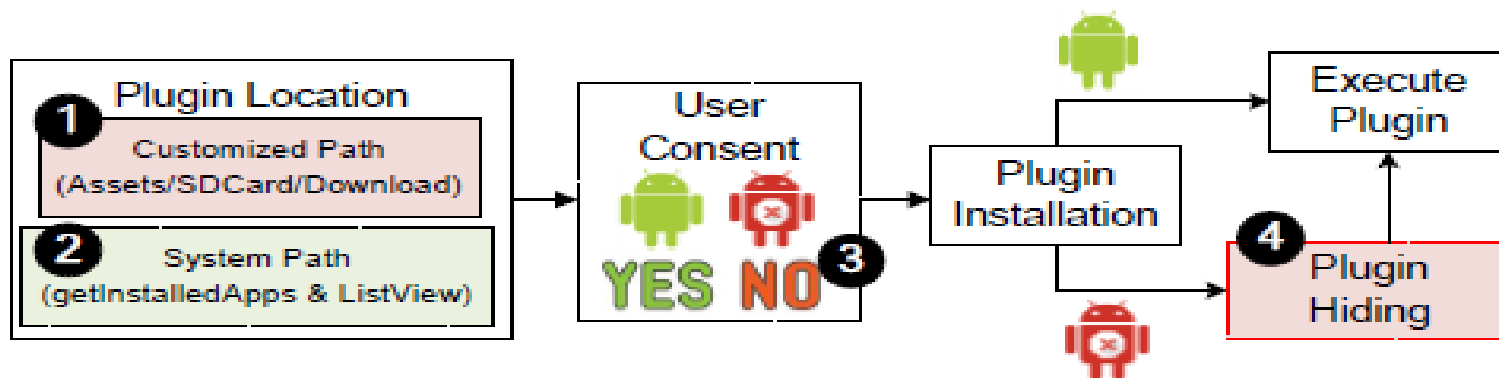 Plugin Location
1
Customized Path
(Assets/SDCard/Download)
2
System Path
(getInstalledApps & ListView)
User
Consent
YES NO
3
Plugin
Installation
Execute
Plugin
4
Plugin
Hiding